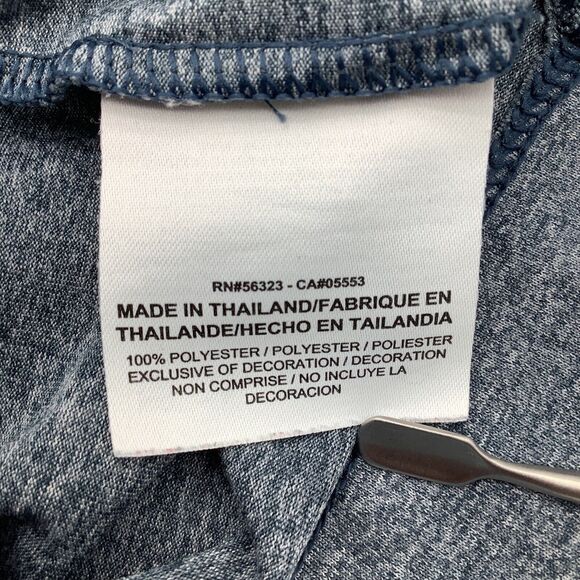 RN#56323 - CA#05553
MADE IN THAILAND/FABRIQUE EN
THAILANDE/HECHO EN TAILANDIA
100% POLYESTER / POLYESTER / POLIESTER
EXCLUSIVE OF DECORATION / DECORATION
NON COMPRISE / NO INCLUYE LA
DECORACION